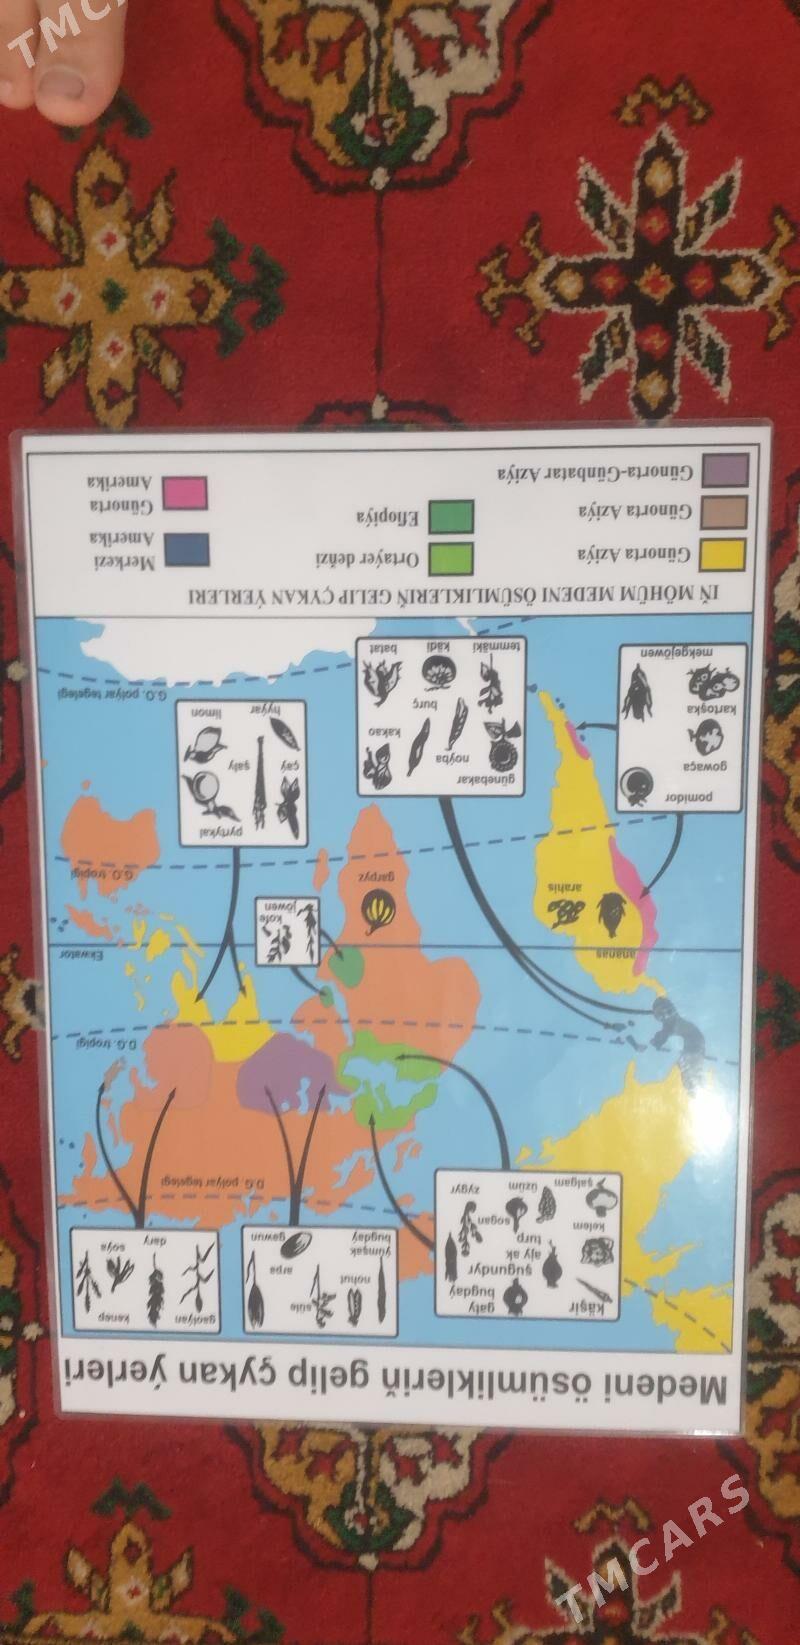 Medeni ösümlikleriň gelip çykan ýerleri
käşir
gaty
bugdaý
şugundyr
kelem
aly ak
turp
sogan
şalgam
üzüm
zygyr
nohut
süle
arpa
ýumşak
bugdaý
gawun
gaolýan
kenep
dary
soýa
D.G. polýar tegelegi
D.G. tropigi
Ekwator
G.O. tropigi
G.O. polýar tegelegi
kofe
jöwen
ananas
arahis
garpyz
pomidor
gowaça
kartoşka
mekgejöwen
günebakar
noýba
kakao
burç
temmäki
kädi
batat
pyrtykal
çaý
şaly
hyýar
limon
IŇ MÖHÜM MEDENI ÖSÜMLIKLERIŇ GELIP ÇYKAN ÝERLERI
Günorta Aziýa
Günorta Aziýa
Günorta-Günbatar Aziýa
Ortaýer deňzi
Efiopiýa
Merkezi
Amerika
Günorta
Amerika
TMCARS